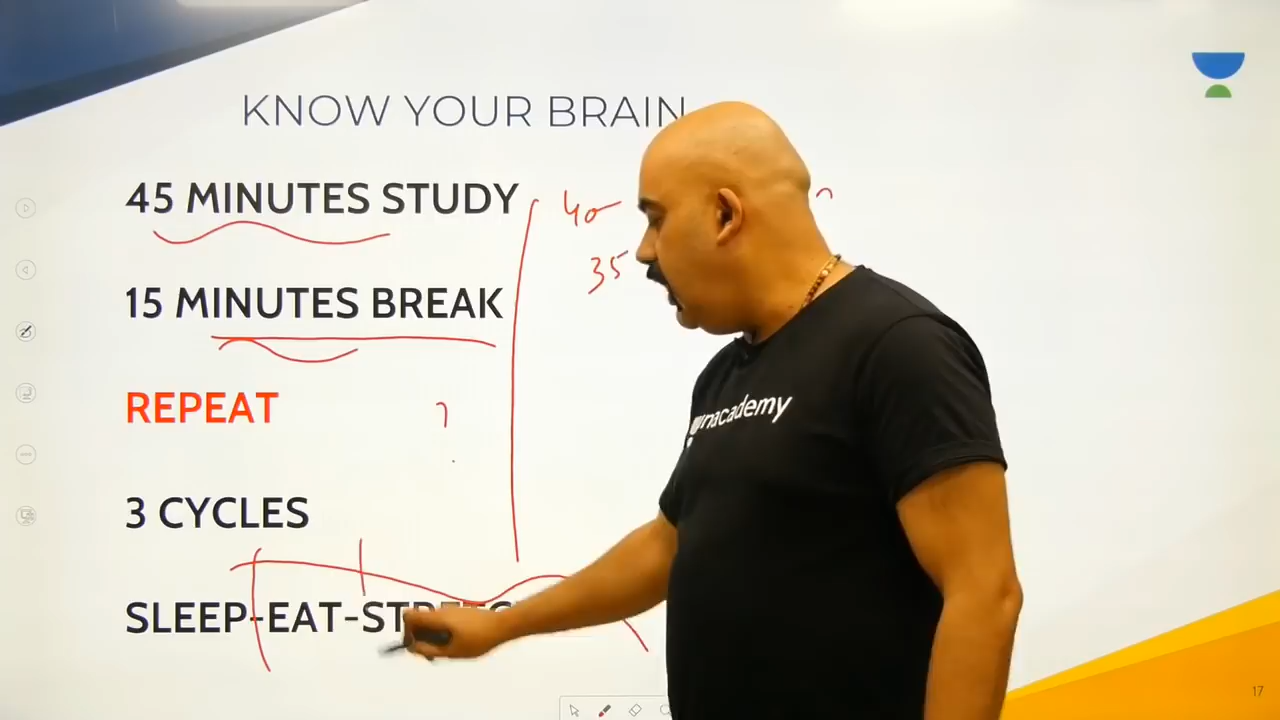 KNOW YOUR BRAIN
45 MINUTES STUDY
40
35
15 MINUTES BREAK
REPEAT
3 CYCLES
SLEEP-EAT-
unacademy
17